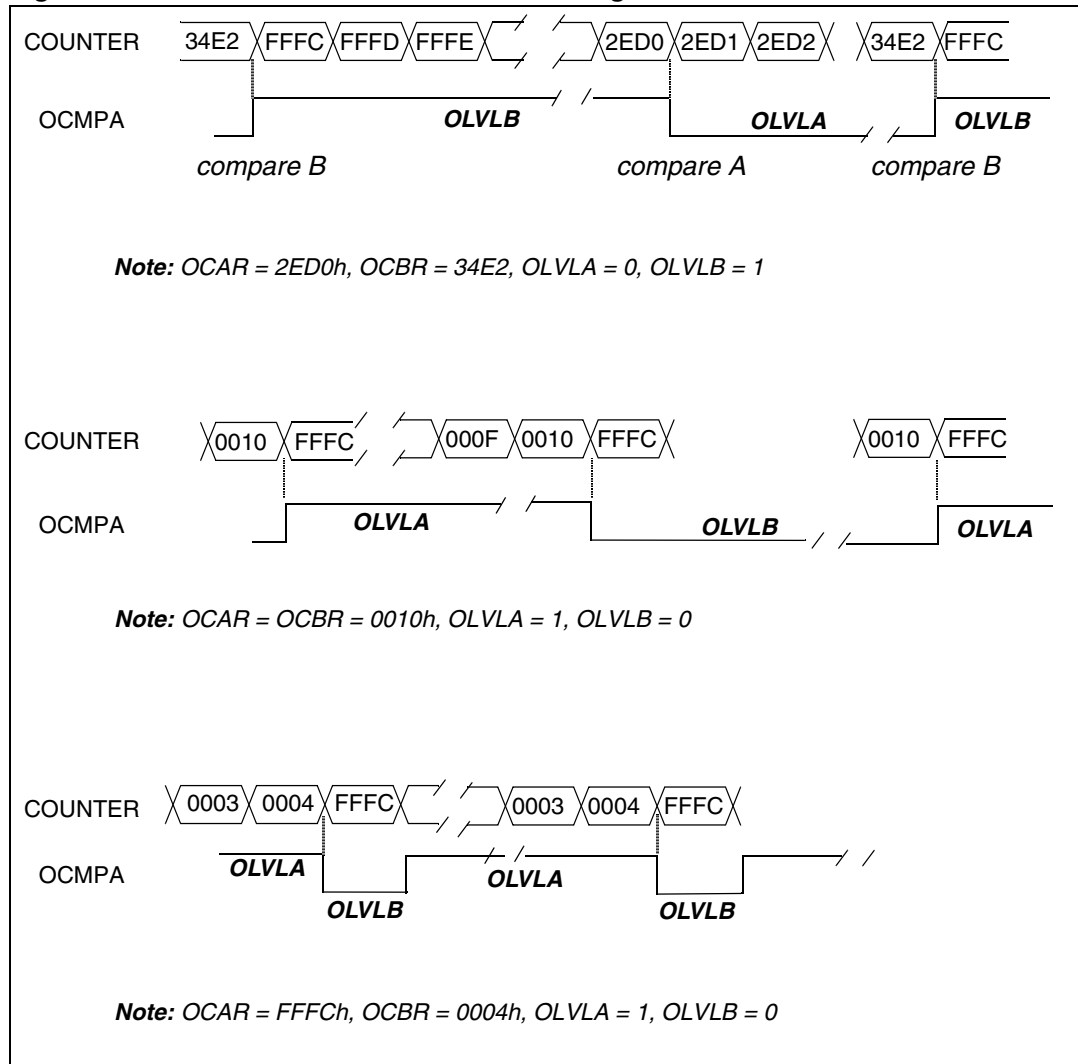 COUNTER 34E2 FFFC FFFD FFFE 2ED0 2ED1 2ED2 34E2 FFFC
OCMPA OLVLB OLVLA OLVLB
compare B compare A compare B
Note: OCAR = 2ED0h, OCBR = 34E2, OLVLA = 0, OLVLB = 1
COUNTER 0010 FFFC 000F 0010 FFFC 0010 FFFC
OCMPA OLVLA OLVLB OLVLA
Note: OCAR = OCBR = 0010h, OLVLA = 1, OLVLB = 0
COUNTER 0003 0004 FFFC 0003 0004 FFFC
OCMPA OLVLA OLVLA
OLVLB OLVLB
Note: OCAR = FFFCh, OCBR = 0004h, OLVLA = 1, OLVLB = 0